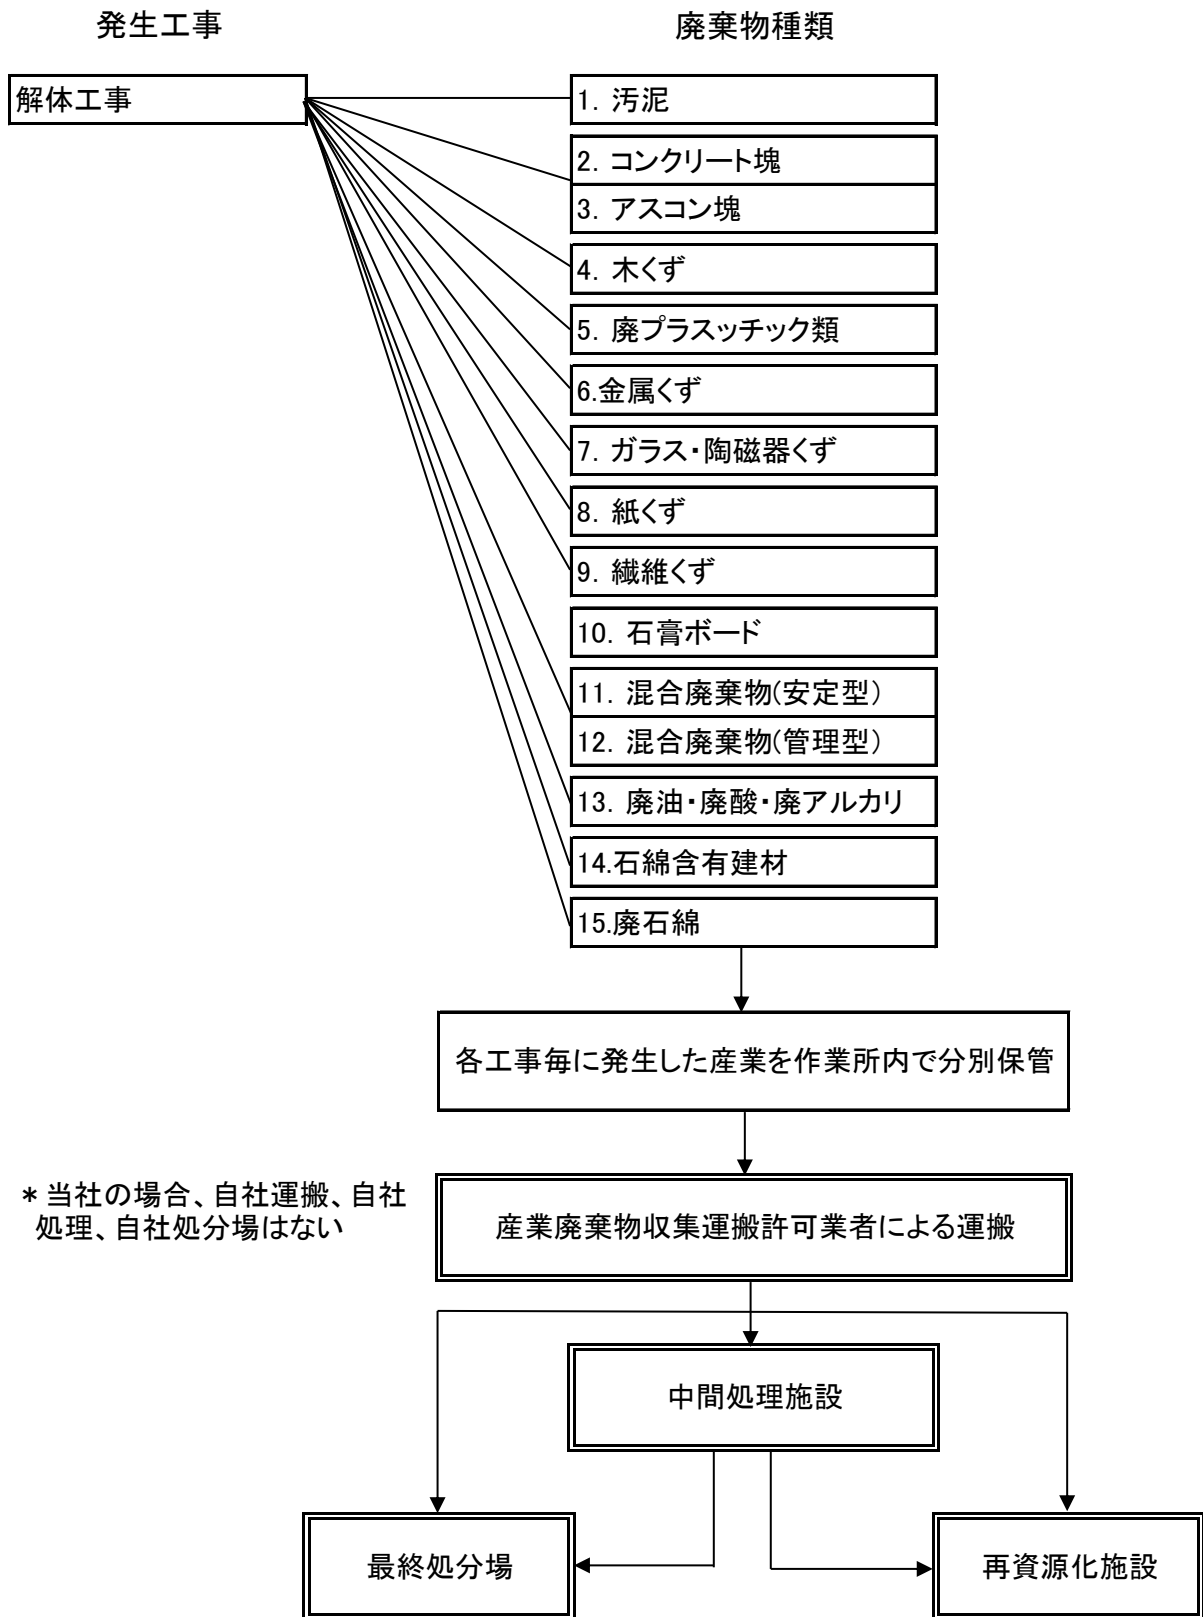 発生工事
廃棄物種類
解体工事
1. 汚泥
2. コンクリート塊
3. アスコン塊
4. 木くず
5. 廃プラスッチック類
6.金属くず
7. ガラス・陶磁器くず
8. 紙くず
9. 繊維くず
10. 石膏ボード
11. 混合廃棄物(安定型)
12. 混合廃棄物(管理型)
13. 廃油・廃酸・廃アルカリ
14.石綿含有建材
15.廃石綿
各工事毎に発生した産業を作業所内で分別保管
* 当社の場合、自社運搬、自社
処理、自社処分場はない
産業廃棄物収集運搬許可業者による運搬
中間処理施設
最終処分場
再資源化施設